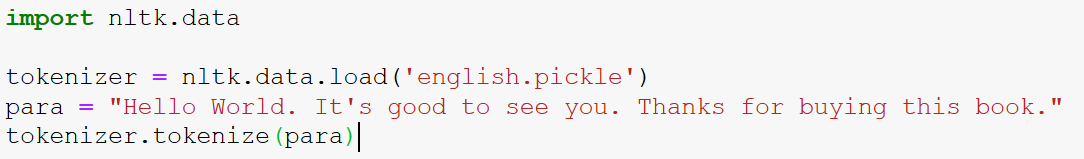 import nltk.data
tokenizer = nltk.data.load('english.pickle')
para = "Hello World. It's good to see you. Thanks for buying this book."
tokenizer.tokenize(para)